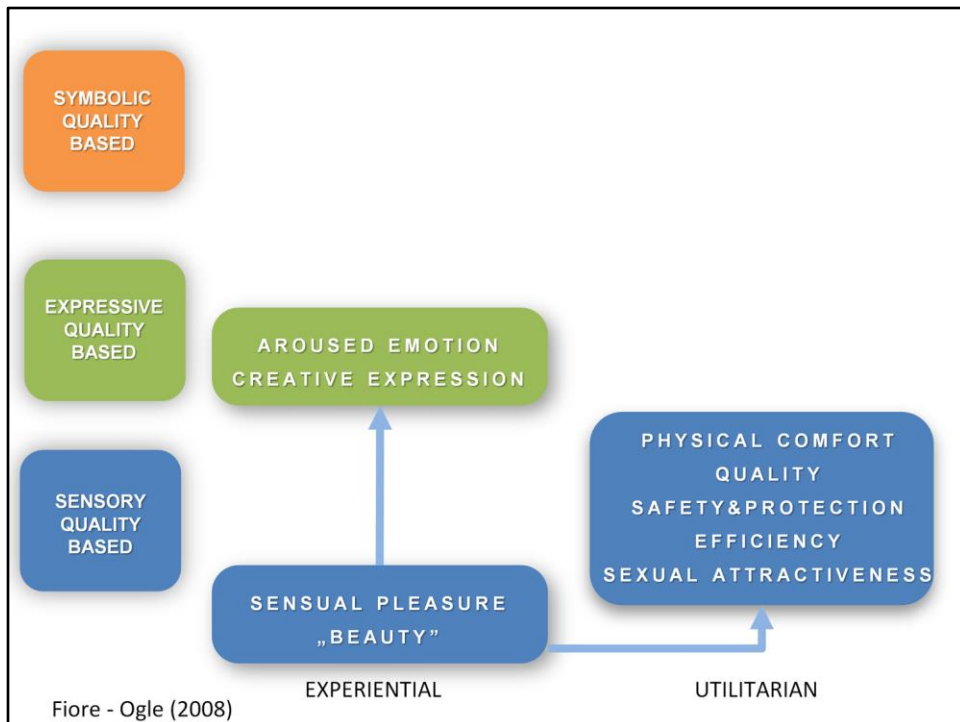 SYMBOLIC
QUALITY
BASED
EXPRESSIVE
QUALITY
BASED
AROUSED EMOTION
CREATIVE EXPRESSION
SENSORY
QUALITY
BASED
PHYSICAL COMFORT
QUALITY
SAFETY&PROTECTION
EFFICIENCY
SEXUAL ATTRACTIVENESS
SENSUAL PLEASURE
„BEAUTY”
EXPERIENTIAL
UTILITARIAN
Fiore - Ogle (2008)